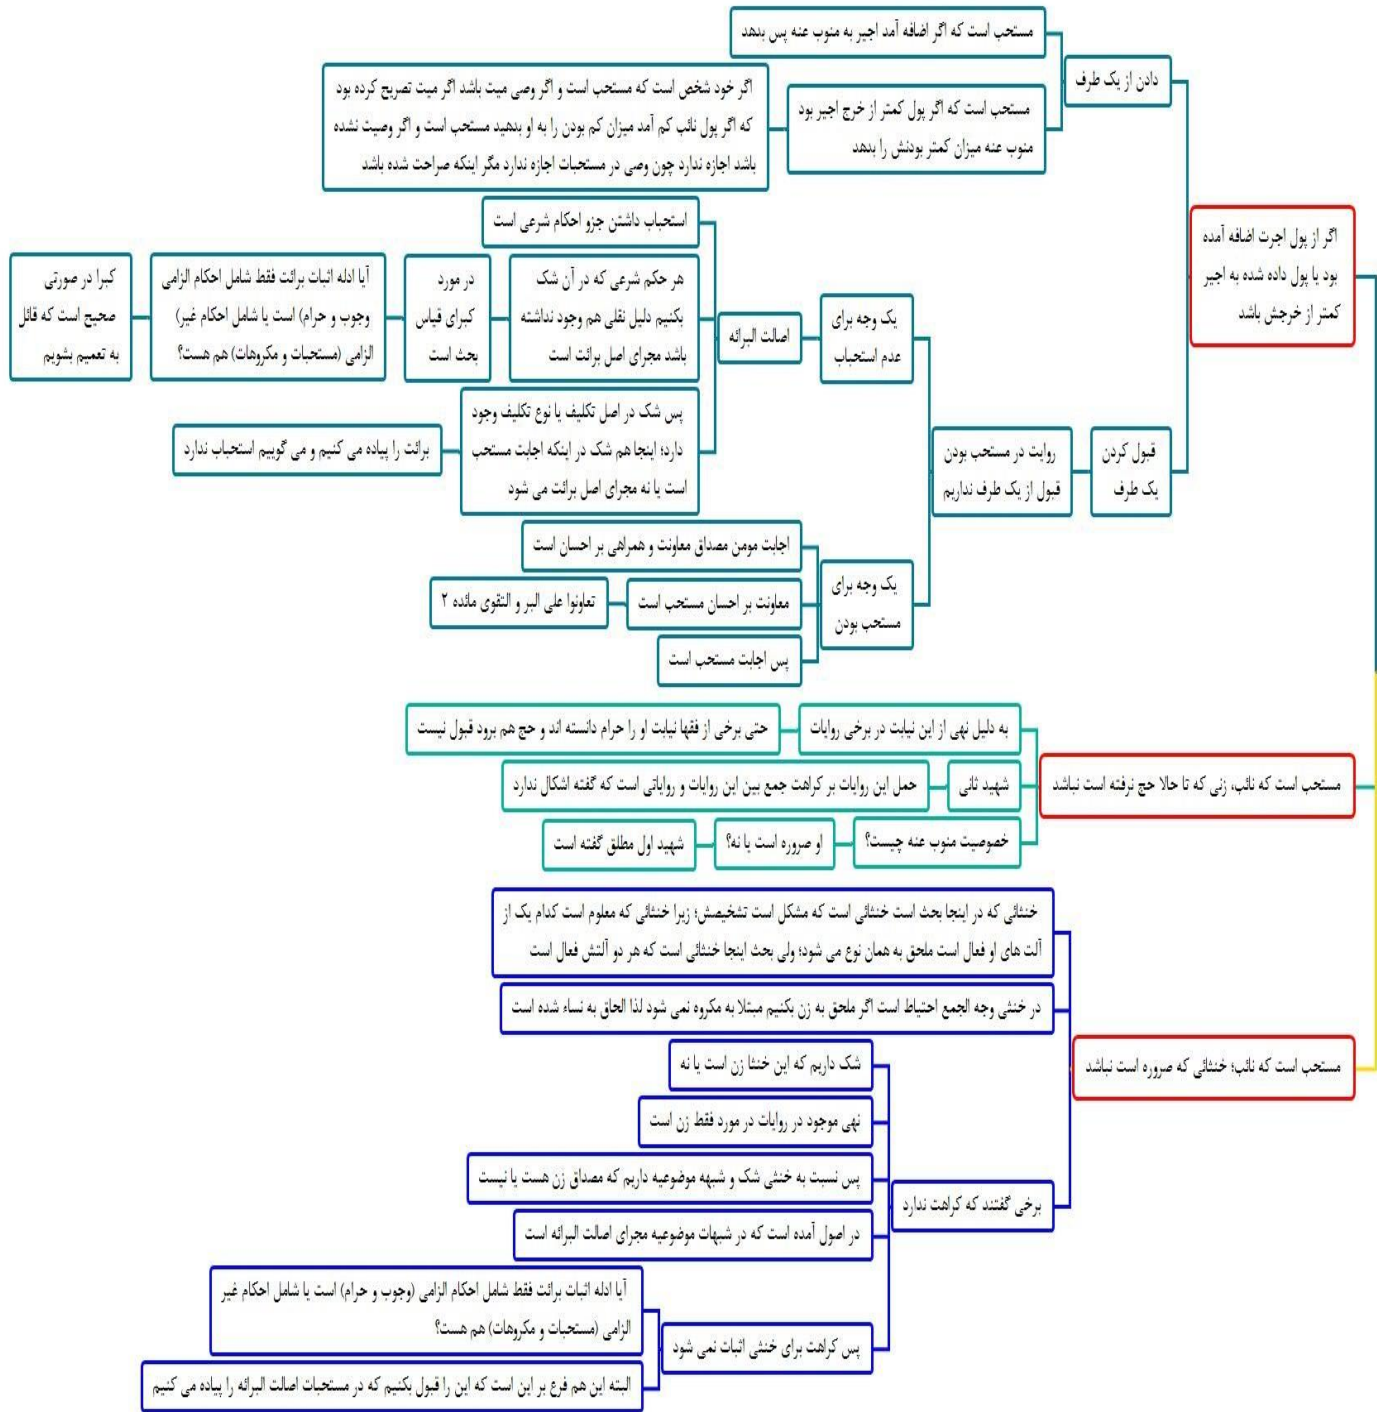 اگر از پول اجرت اضافه آمده
بود یا پول داده شده به اجیر
کمتر از خرجش باشد
دادن از یک طرف
مستحب است که اگر اضافه آمد اجیر به منوب عنه پس بدهد
مستحب است که اگر پول کمتر از خرج اجیر بود
منوب عنه میزان کمتر بودنش را بدهد
اگر خود شخص است که مستحب است و اگر وصی میت باشد اگر میت تصریح کرده بود
که اگر پول نائب کم آمد میزان کم بودن را به او بدهید مستحب است و اگر وصیت نشده
باشد اجازه ندارد چون وصی در مستحبات اجازه ندارد مگر اینکه صراحت شده باشد
قبول کردن
یک طرف
روایت در مستحب بودن
قبول از یک طرف نداریم
یک وجه برای
عدم استحباب
اصالت البرائه
استحباب داشتن جزو احکام شرعی است
هر حکم شرعی که در آن شک
بکنیم دلیل نقلی هم وجود نداشته
باشد مجرای اصل برائت است
در مورد
کبرای قیاس
بحث است
آیا ادله اثبات برائت فقط شامل احکام الزامی
وجوب و حرام) است یا شامل احکام غیر)
الزامی (مستحبات و مکروهات) هم هست؟
کبرا در صورتی
صحیح است که قائل
به تعمیم بشویم
پس شک در اصل تکلیف یا نوع تکلیف وجود
دارد؛ اینجا هم شک در اینکه اجابت مستحب
است یا نه مجرای اصل برائت می شود
برائت را پیاده می کنیم و می گوییم استحباب ندارد
یک وجه برای
مستحب بودن
اجابت مومن مصداق معاونت و همراهی بر احسان است
معاونت بر احسان مستحب است
تعاونوا علی البر و التقوی مائده ۲
پس اجابت مستحب است
مستحب است که نائب، زنی که تا حالا حج نرفته است نباشد
به دلیل نهی از این نیابت در برخی روایات
حتی برخی از فقها نیابت او را حرام دانسته اند و حج هم برود قبول نیست
شهید ثانی
حمل این روایات بر کراهت جمع بین این روایات و روایاتی است که گفته اشکال ندارد
خصوصیت منوب عنه چیست؟
او صروره است یا نه؟
شهید اول مطلق گفته است
مستحب است که نائب؛ خنثائی که صروره است نباشد
خنثائی که در اینجا بحث است خنثائی است که مشکل است تشخیصش؛ زیرا خنثائی که معلوم است کدام یک از
آلت های او فعال است ملحق به همان نوع می شود؛ ولی بحث اینجا خنثائی است که هر دو آلتش فعال است
در خنثی وجه الجمع احتیاط است اگر ملحق به زن بکنیم مبتلا به مکروه نمی شود لذا الحاق به نساء شده است
برخی گفتند که کراهت ندارد
شک داریم که این خنثا زن است یا نه
نهی موجود در روایات در مورد فقط زن است
پس نسبت به خنثی شک و شبهه موضوعیه داریم که مصداق زن هست یا نیست
در اصول آمده است که در شبهات موضوعیه مجرای اصالت البرائه است
پس کراهت برای خنثی اثبات نمی شود
آیا ادله اثبات برائت فقط شامل احکام الزامی (وجوب و حرام) است یا شامل احکام غیر
الزامی (مستحبات و مکروهات) هم هست؟
البته این هم فرع بر این است که این را قبول بکنیم که در مستحبات اصالت البرائه را پیاده می کنیم